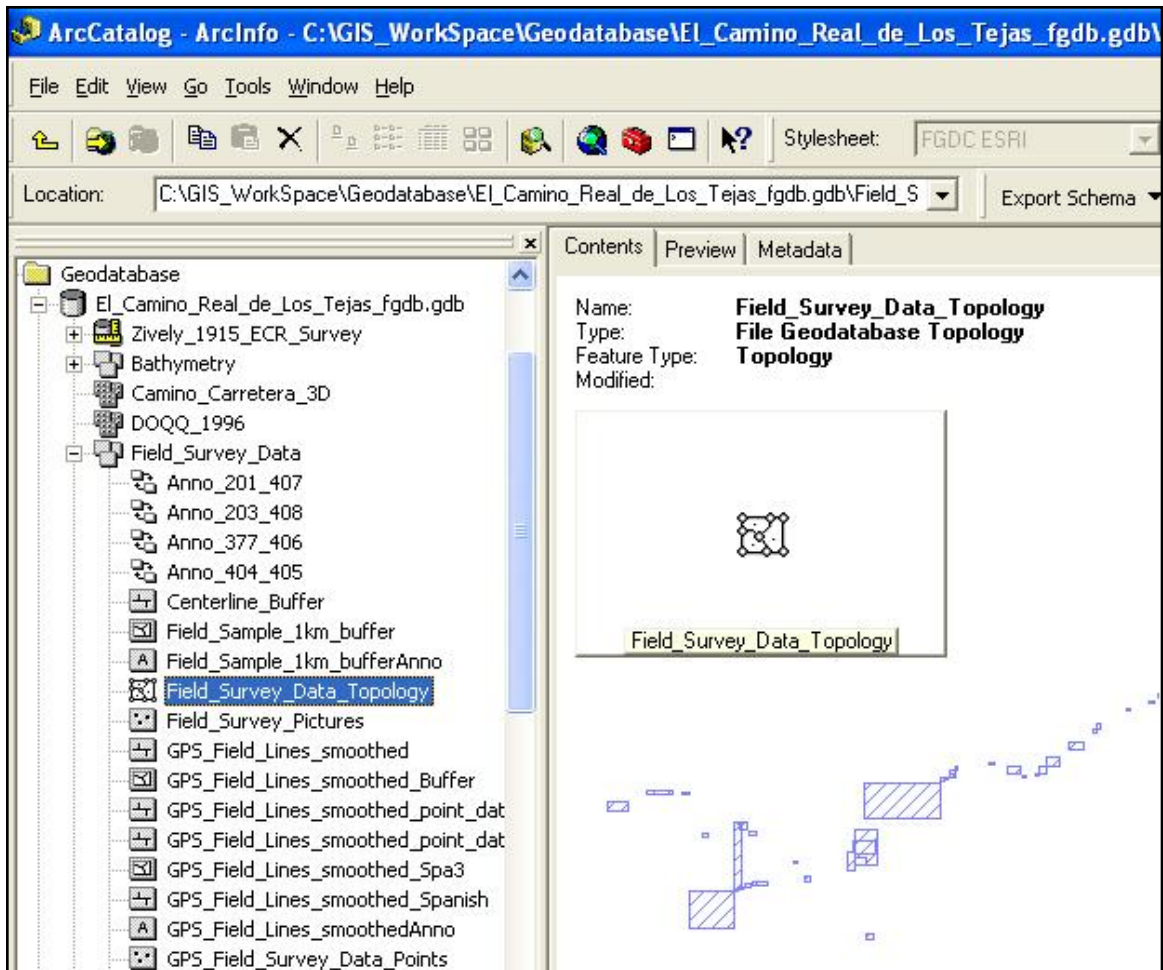 ArcCatalog - ArcInfo - C:\GIS_WorkSpace\Geodatabase\El_Camino_Real_de_Los_Tejas_fgdb.gdb\
File Edit View Go Tools Window Help
Stylesheet: FGDC ESRI
Location: C:\GIS_WorkSpace\Geodatabase\El_Camino_Real_de_Los_Tejas_fgdb.gdb\Field_S Export Schema
Geodatabase
El_Camino_Real_de_Los_Tejas_fgdb.gdb
Zively_1915_ECR_Survey
Bathymetry
Camino_Carretera_3D
DOQQ_1996
Field_Survey_Data
Anno_201_407
Anno_203_408
Anno_377_406
Anno_404_405
Centerline_Buffer
Field_Sample_1km_buffer
A Field_Sample_1km_bufferAnno
Field_Survey_Data_Topology
Field_Survey_Pictures
GPS_Field_Lines_smoothed
GPS_Field_Lines_smoothed_Buffer
GPS_Field_Lines_smoothed_point_dat
GPS_Field_Lines_smoothed_point_dat
GPS_Field_Lines_smoothed_Spa3
GPS_Field_Lines_smoothed_Spanish
A GPS_Field_Lines_smoothedAnno
GPS_Field_Survey_Data_Points
Contents Preview Metadata
Name: Field_Survey_Data_Topology
Type: File Geodatabase Topology
Feature Type: Topology
Modified:
Field_Survey_Data_Topology